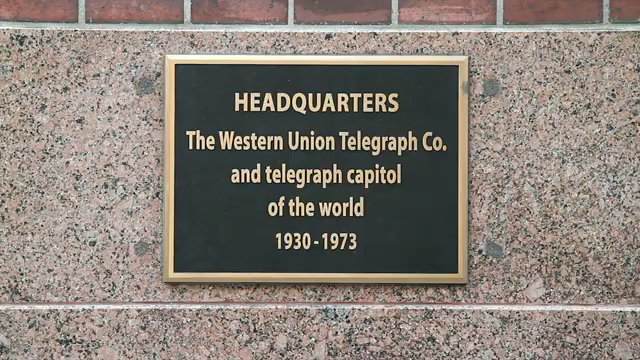 HEADQUARTERS
The Western Union Telegraph Co.
and telegraph capitol
of the world
1930-1973